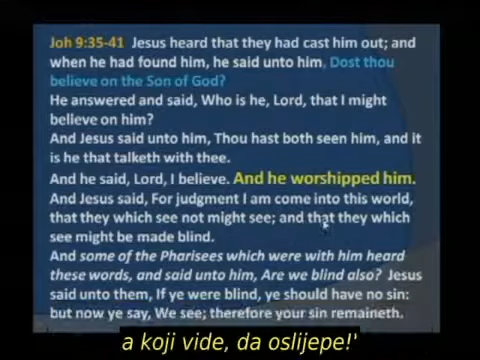 Joh 9:35-41 Jesus heard that they had cast him out; and
when he had found him, he said unto him, Dost thou
believe on the Son of God?
He answered and said, Who is he, Lord, that I might
believe on him?
And Jesus said unto him, Thou hast both seen him, and it
is he that talketh with thee.
And he said, Lord, I believe. And he worshipped him.
And Jesus said, For judgment I am come into this world,
that they which see not might see; and that they which
see might be made blind.
And some of the Pharisees which were with him heard
these words, and said unto him, Are we blind also? Jesus
said unto them, If ye were blind, ye should have no sin:
but now ye say, We see; therefore your sin remaineth.
a koji vide, da oslijepe!'